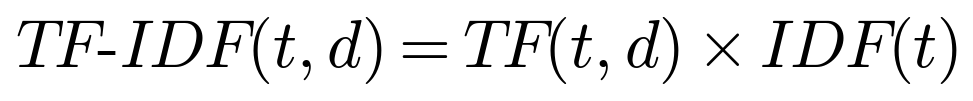 TF-IDF(t, d) = TF(t, d) × IDF(t)